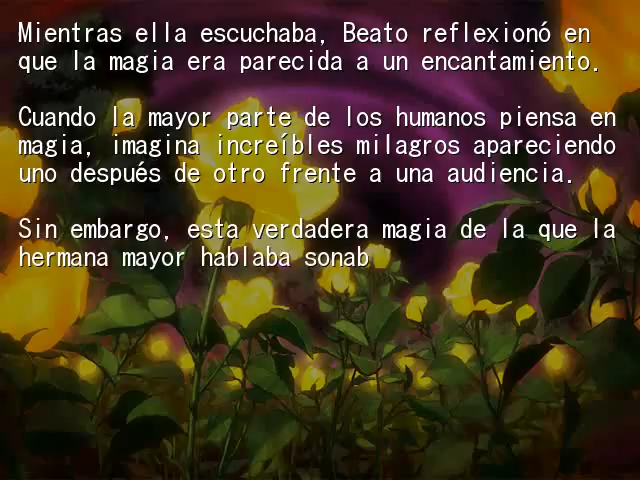 Mientras ella escuchaba, Beato reflexionó en
que la magia era parecida a un encantamiento.
Cuando la mayor parte de los humanos piensa en
magia, imagina increíbles milagros apareciendo
uno después de otro frente a una audiencia.
Sin embargo, esta verdadera magia de la que la
hermana mayor hablaba sonab